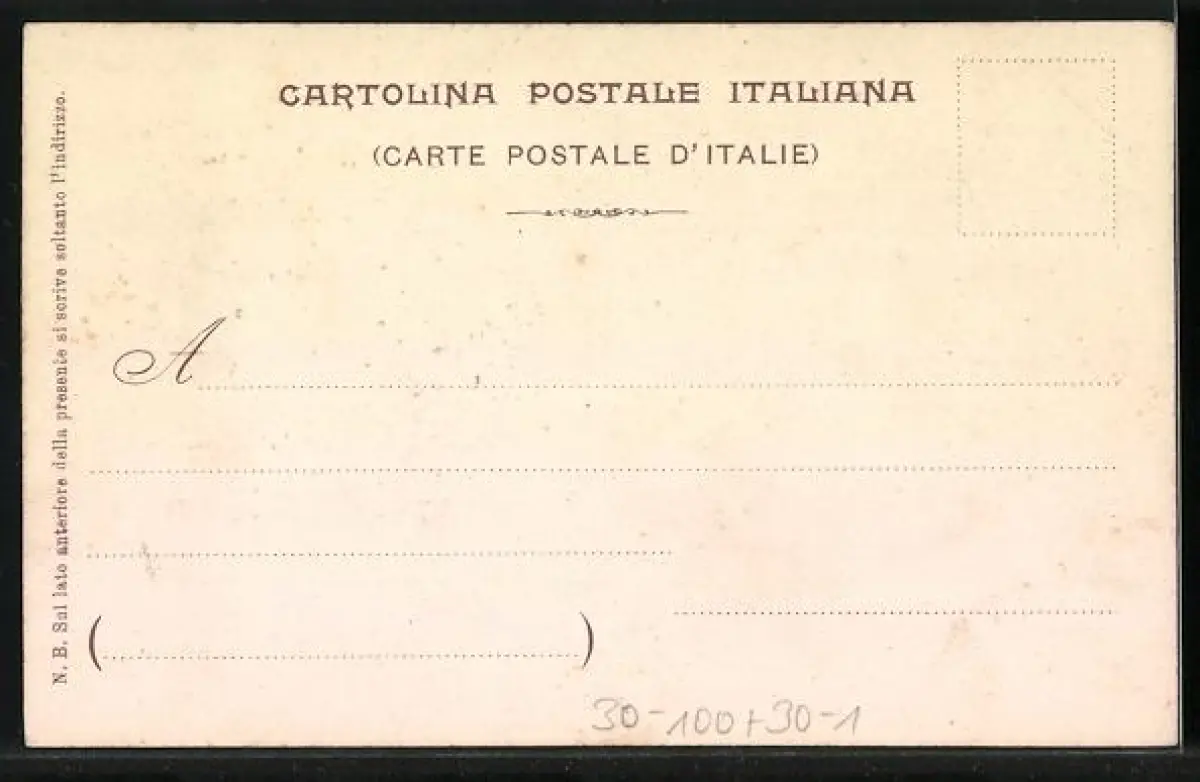 CARTOLINA POSTALE ITALIANA
(CARTE POSTALE D'ITALIE)
A
( )
N. B. Sul lato anteriore della presente si scrive soltanto l'indirizzo.
30-100+30-1